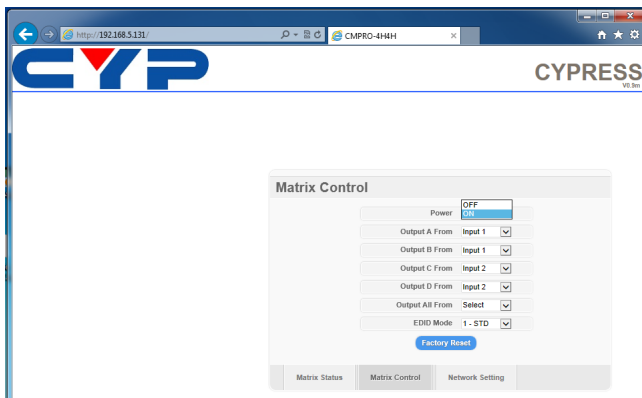 http://192.168.5.131/
CMPRO-4H4H
CYP
CYPRESS
V0.9m
Matrix Control
Power
OFF
ON
Output A From Input 1
Output B From Input 1
Output C From Input 2
Output D From Input 2
Output All From Select
EDID Mode 1 - STD
Factory Reset
Matrix Status Matrix Control Network Setting